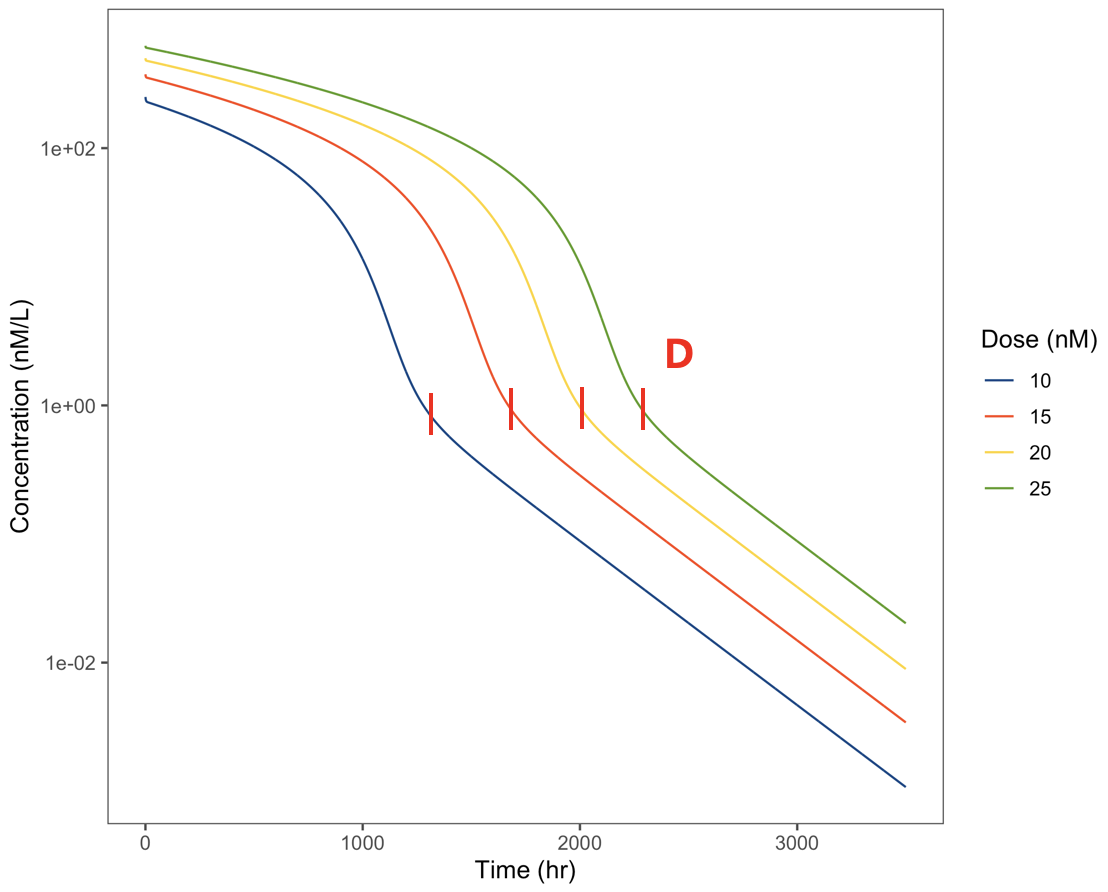 Concentration (nM/L)
1e+02
1e+00
1e-02
D
0
1000
2000
3000
Time (hr)
Dose (nM)
10
15
20
25